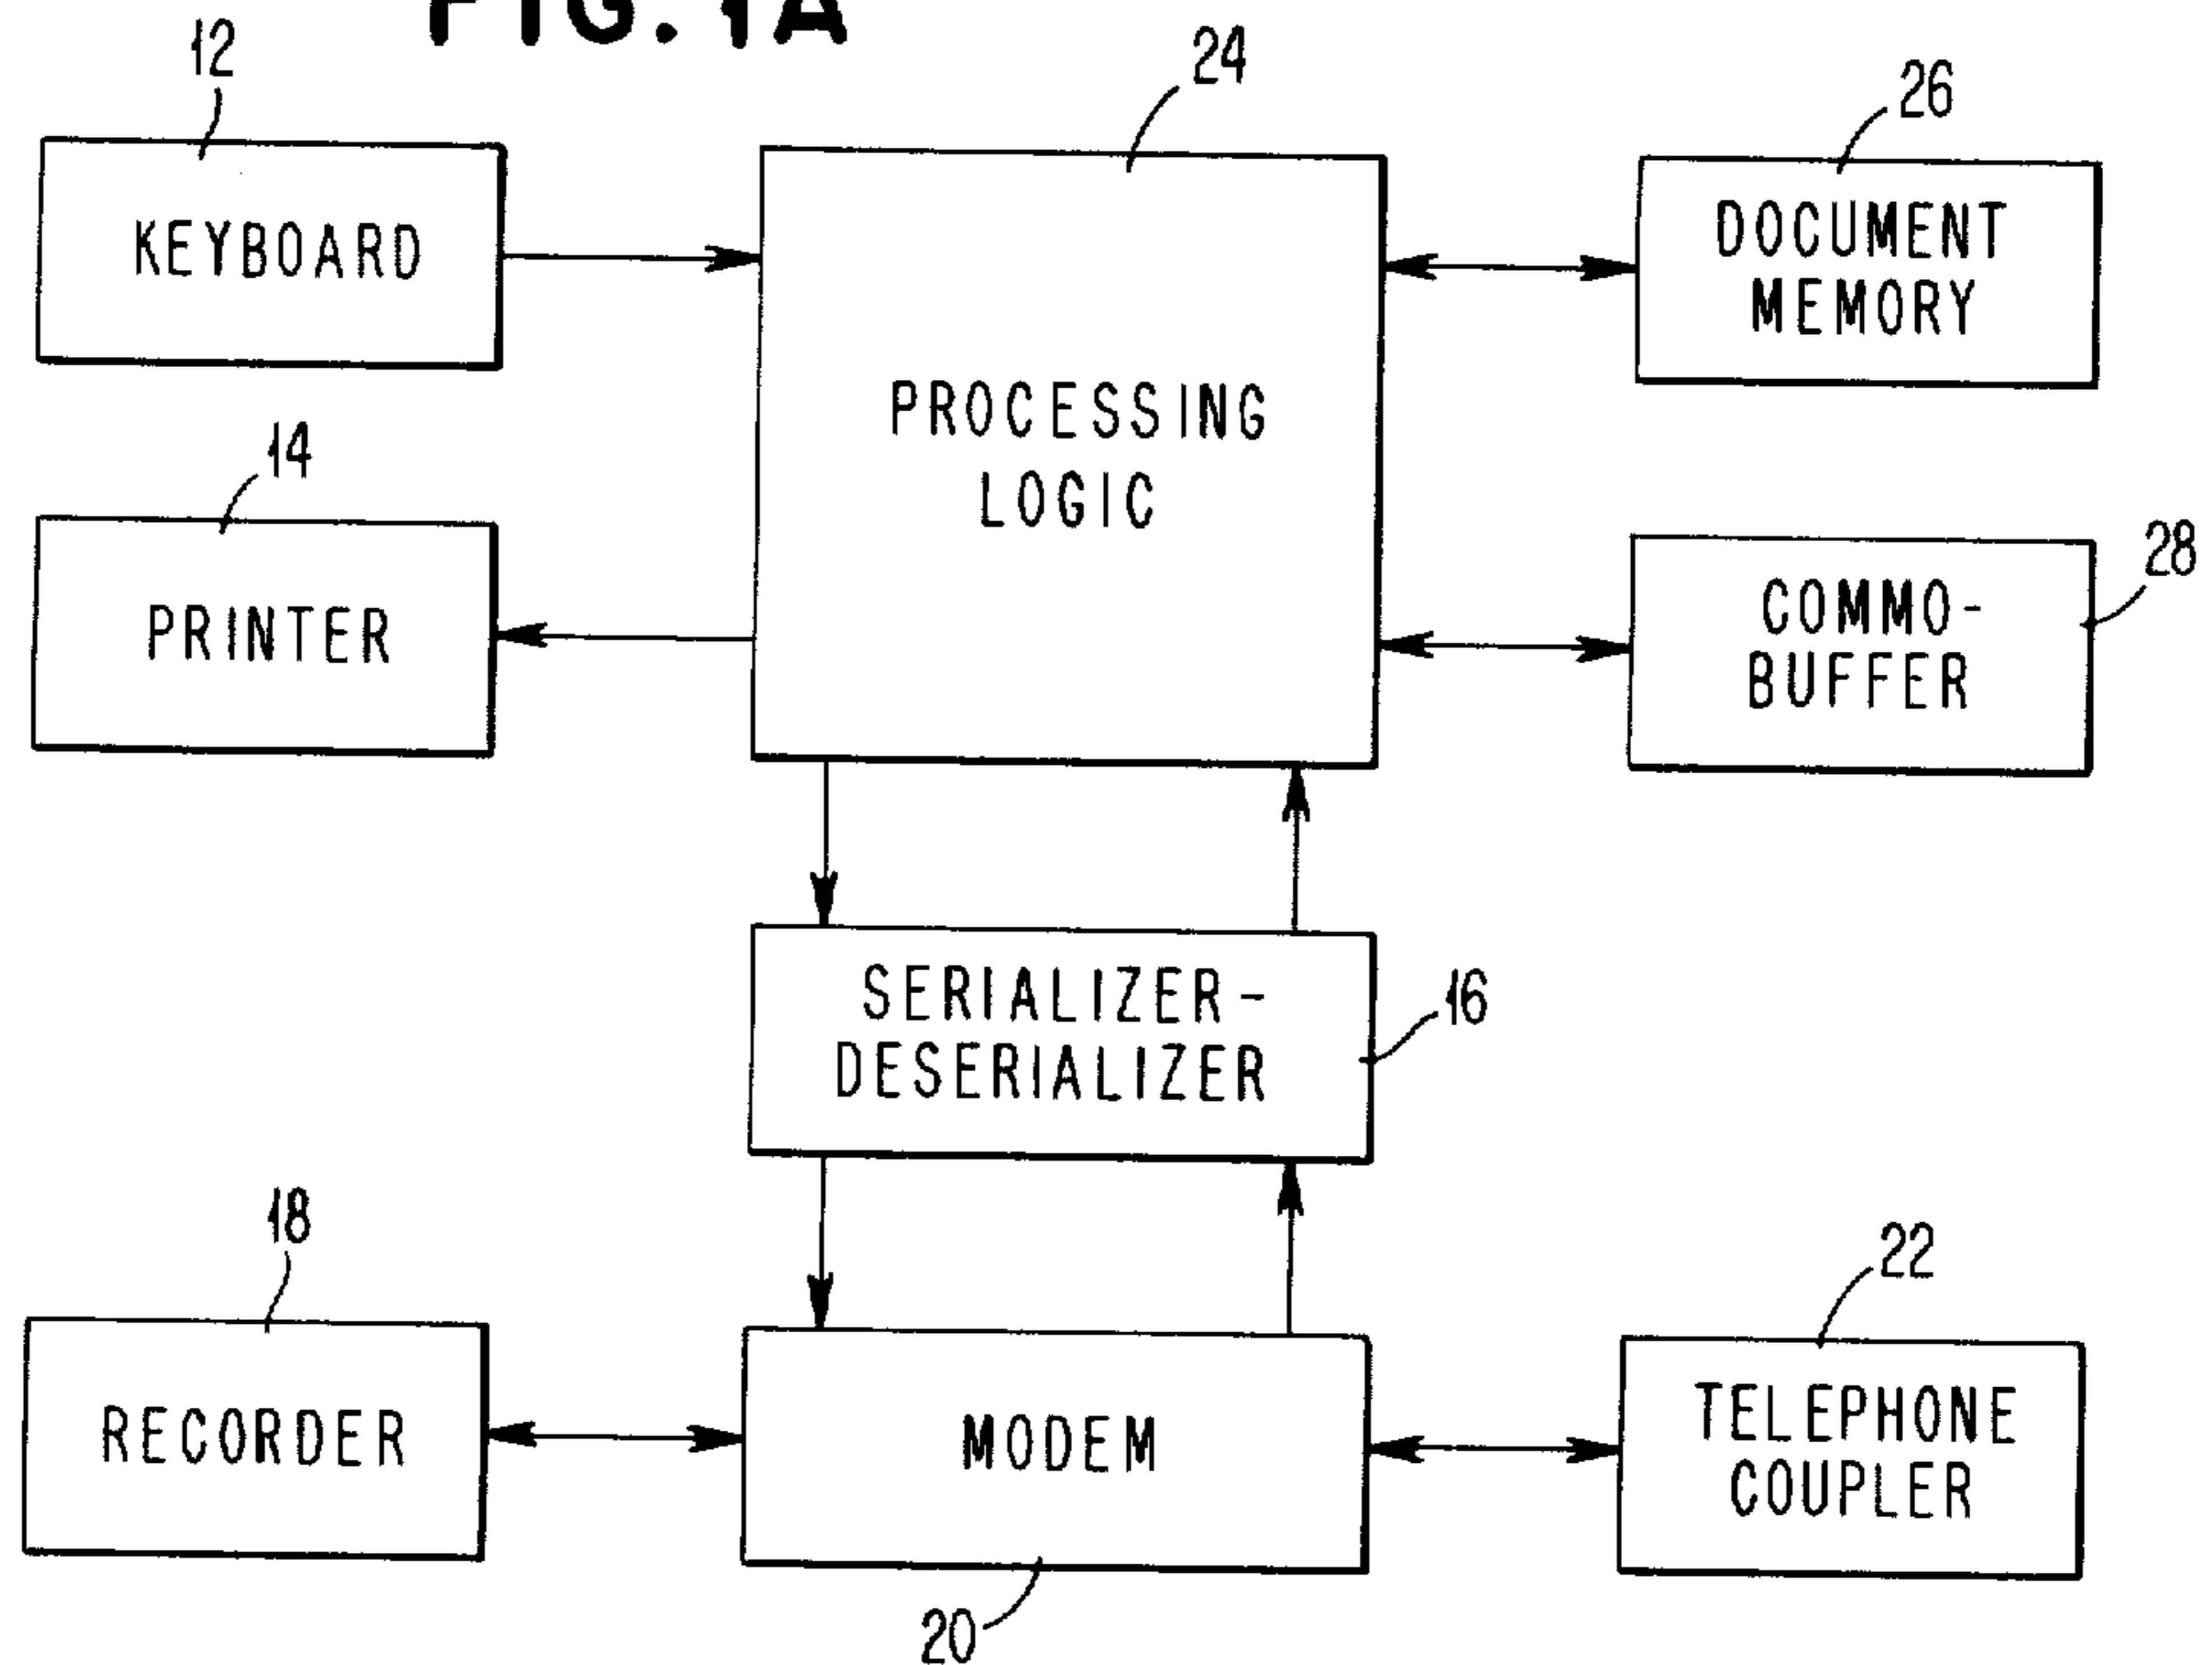 FIG. 1A
12
24
26
KEYBOARD
DOCUMENT
MEMORY
PROCESSING
LOGIC
14
28
PRINTER
COMMO-
BUFFER
SERIALIZER-
DESERIALIZER
16
18
22
RECORDER
MODEM
TELEPHONE
COUPLER
20